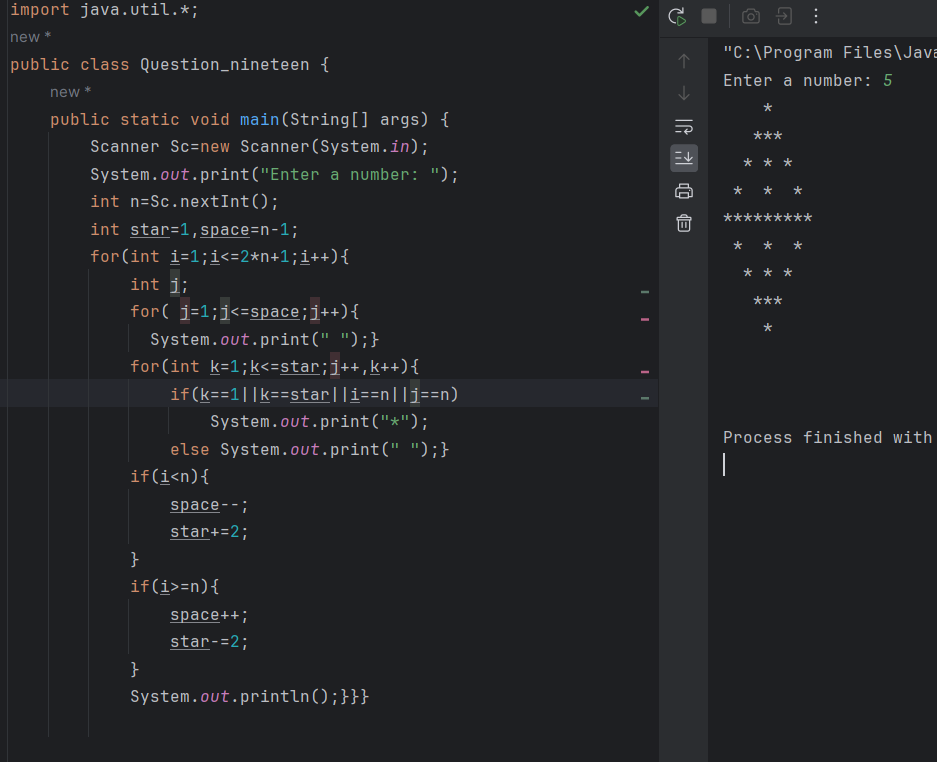 import java.util.*;
new *
public class Question_nineteen {
    new *
    public static void main(String[] args) {
        Scanner Sc=new Scanner(System.in);
        System.out.print("Enter a number: ");
        int n=Sc.nextInt();
        int star=1,space=n-1;
        for(int i=1;i<=2*n+1;i++){
            int j;
            for( j=1;j<=space;j++){
              System.out.print(" ");}
            for(int k=1;k<=star;j++,k++){
                if(k==1||k==star||i==n||j==n)
                    System.out.print("*");
                else System.out.print(" ");}
            if(i<n){
                space--;
                star+=2;
            }
            if(i>=n){
                space++;
                star-=2;
            }
            System.out.println();}}}
"C:\Program Files\Java
Enter a number: 5
    *
   ***
  * * *
 *  *  *
*********
 *  *  *
  * * *
   ***
    *
Process finished with